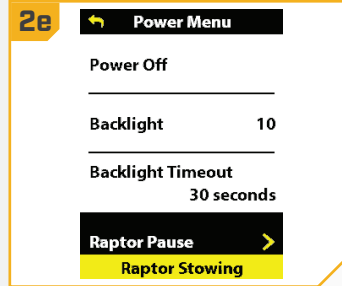 2e
Power Menu
Power Off
Backlight 10
Backlight Timeout
30 seconds
Raptor Pause >
Raptor Stowing